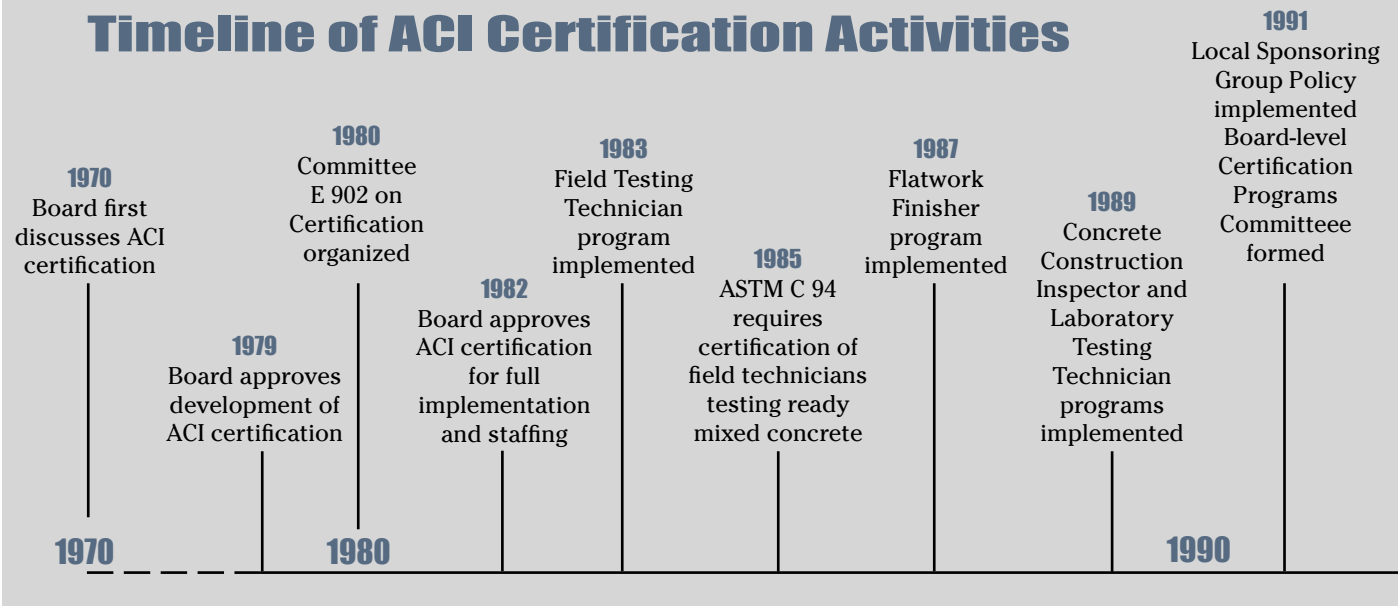 Timeline of ACI Certification Activities
1970
Board first
discusses ACI
certification
1979
Board approves
development of
ACI certification
1980
Committee
E 902 on
Certification
organized
1982
Board approves
ACI certification
for full
implementation
and staffing
1983
Field Testing
Technician
program
implemented
1985
ASTM C 94
requires
certification of
field technicians
testing ready
mixed concrete
1987
Flatwork
Finisher
program
implemented
1989
Concrete
Construction
Inspector and
Laboratory
Testing
Technician
programs
implemented
1991
Local Sponsoring
Group Policy
implemented
Board-level
Certification
Programs
Committeee
formed
1970
1980
1990